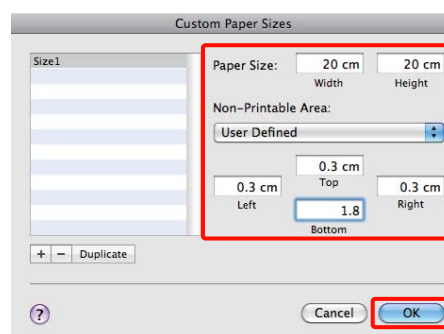 Custom Paper Sizes
Size1
Paper Size: 20 cm 20 cm
Width Height
Non-Printable Area:
User Defined
0.3 cm
Top
0.3 cm 0.3 cm
Left Right
1.8
Bottom
+ − Duplicate
? Cancel OK